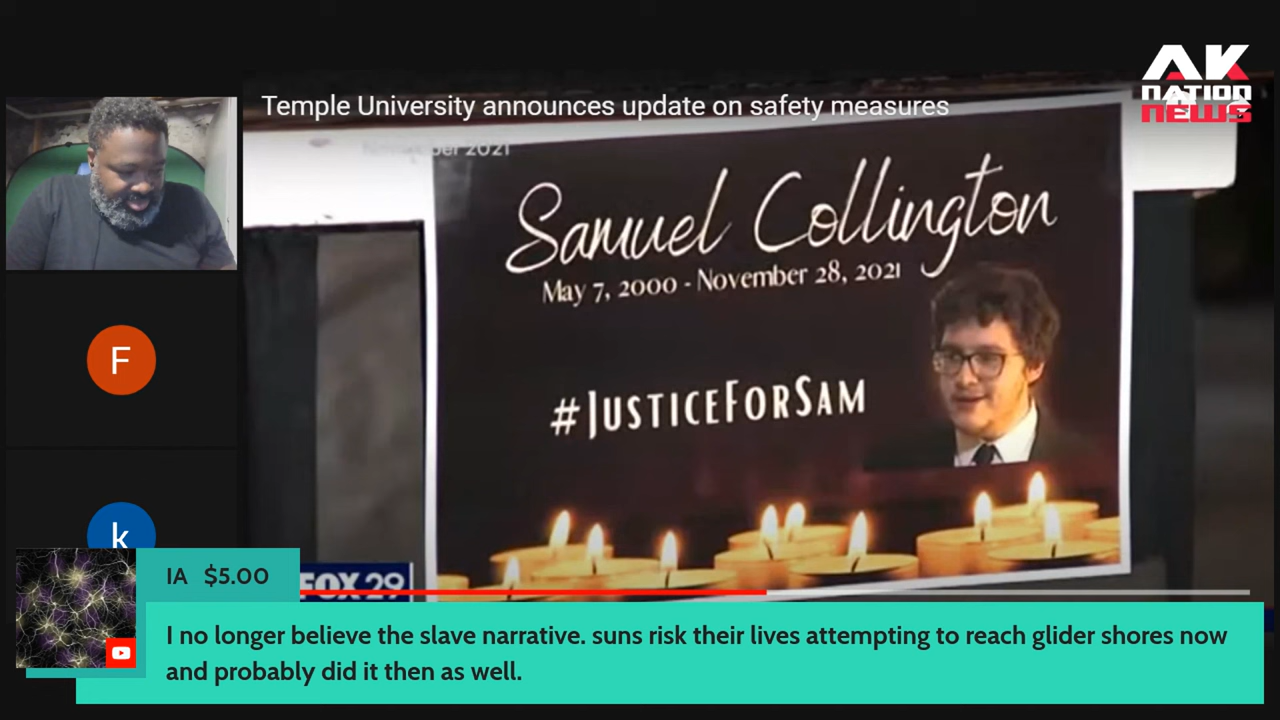 AK
NATION
NEWS
Temple University announces update on safety measures
2021
Samuel Collington
May 7, 2000 - November 28, 2021
#JUSTICEFORSAM
F
k
FOX 29
IA $5.00
I no longer believe the slave narrative. suns risk their lives attempting to reach glider shores now
and probably did it then as well.